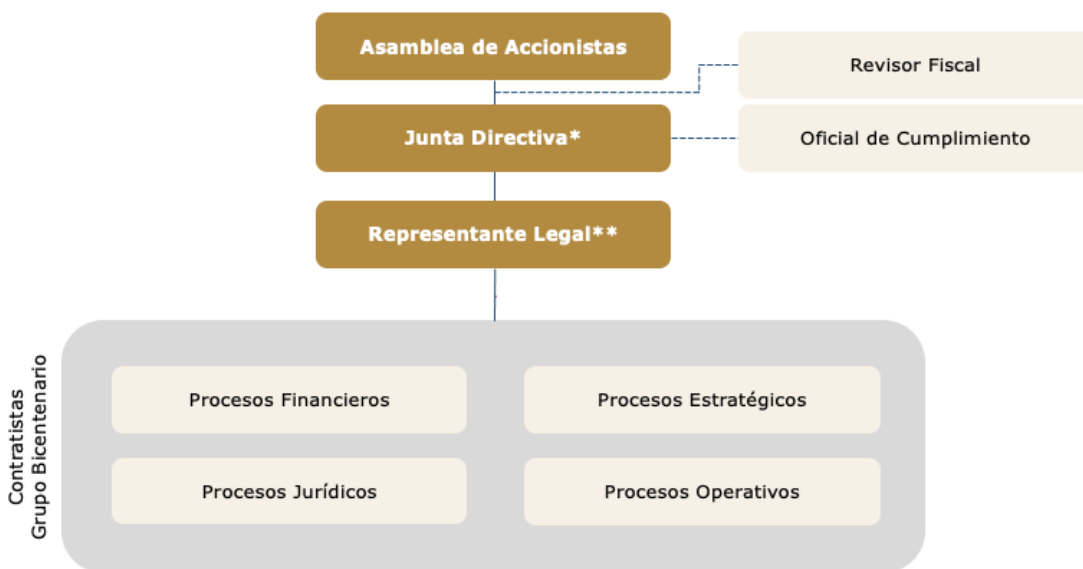 Asamblea de Accionistas
Revisor Fiscal
Junta Directiva*
Oficial de Cumplimiento
Representante Legal**
Contratistas
Grupo Bicentenario
Procesos Financieros
Procesos Estratégicos
Procesos Jurídicos
Procesos Operativos